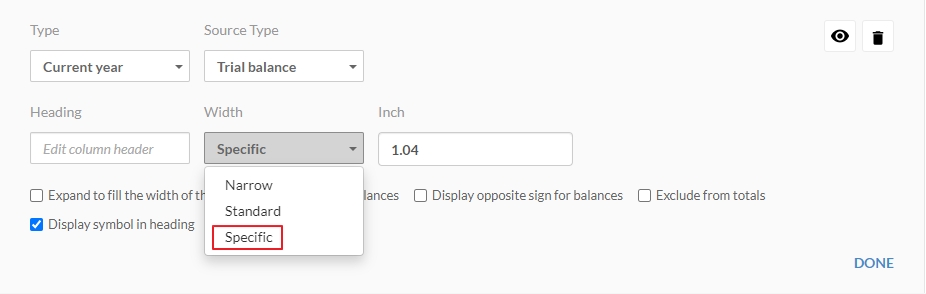 Type Source Type
Current year Trial balance
Heading Width Inch
Edit column header Specific 1.04
Narrow
Expand to fill the width of th lances Display opposite sign for balances Exclude from totals
Standard
Display symbol in heading
Specific
DONE